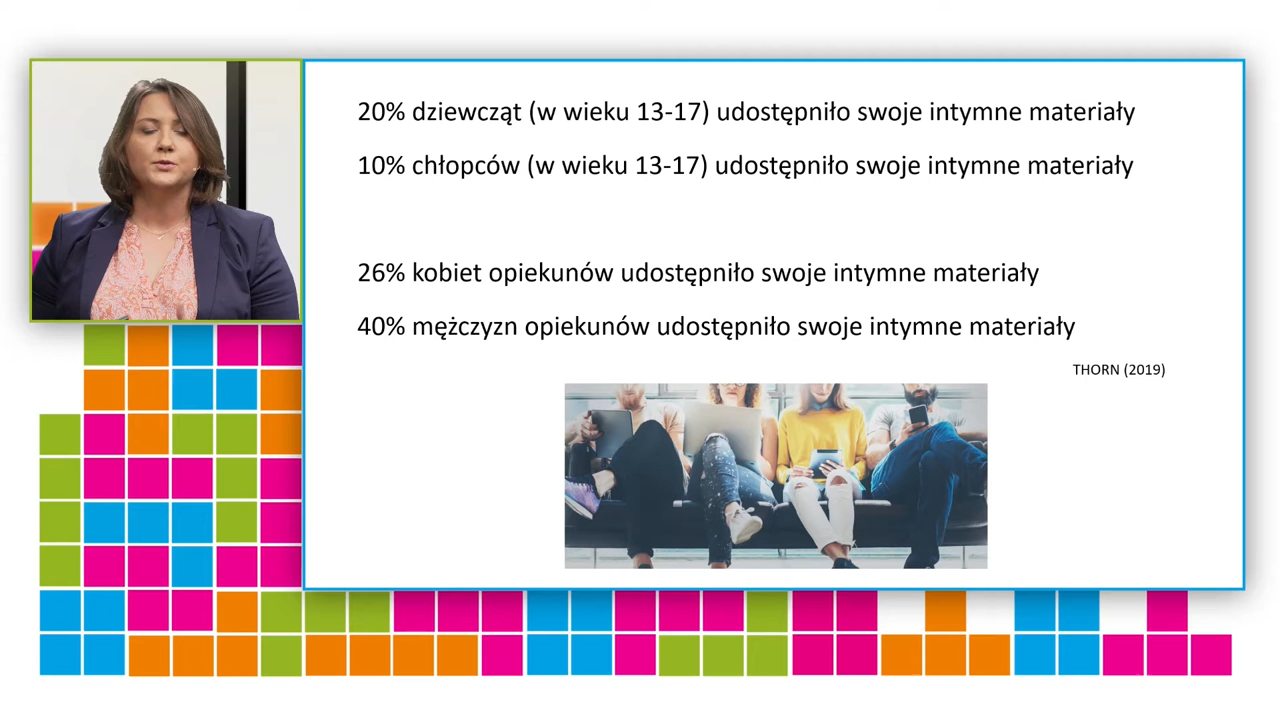 20% dziewcząt (w wieku 13-17) udostępniło swoje intymne materiały
10% chłopców (w wieku 13-17) udostępniło swoje intymne materiały
26% kobiet opiekunów udostępniło swoje intymne materiały
40% mężczyzn opiekunów udostępniło swoje intymne materiały
THORN (2019)